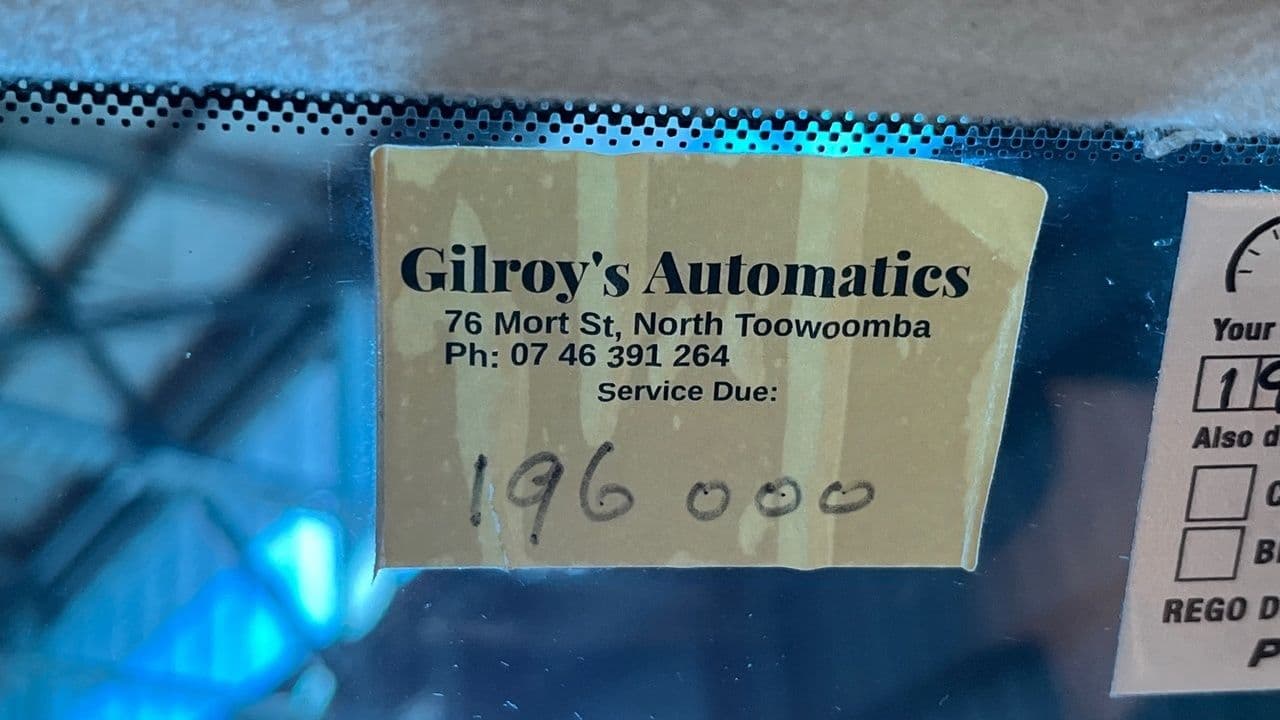 Gilroy's Automatics
76 Mort St, North Toowoomba
Ph: 07 46 391 264
Service Due:
196 000
Your
19
Also d
REGO D